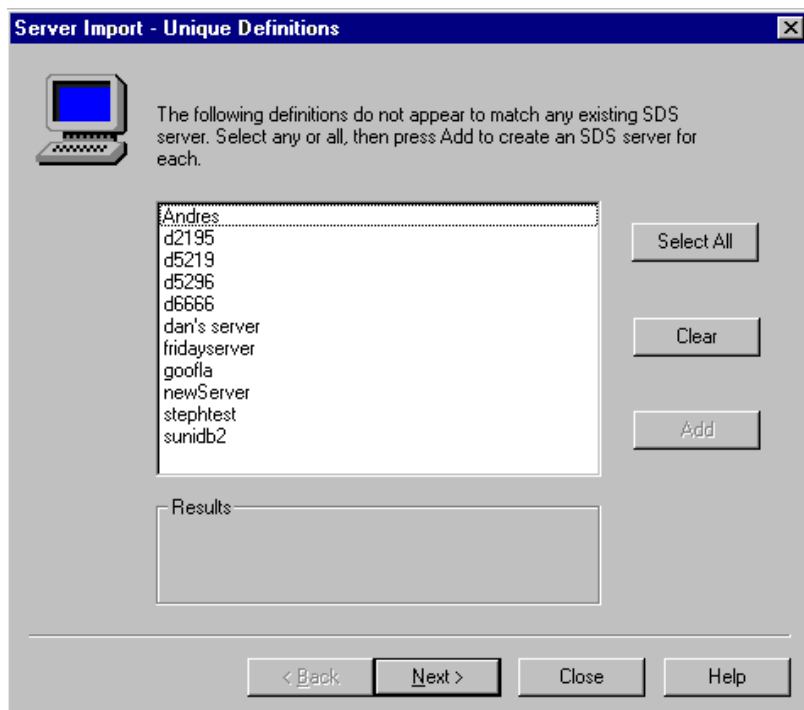 Server Import - Unique Definitions
The following definitions do not appear to match any existing SDS
server. Select any or all, then press Add to create an SDS server for
each.
Andres
d2195
d5219
d5296
d6666
dan's server
fridayserver
goofla
newServer
stephtest
sunidb2
Select All
Clear
Add
Results
< Back
Next >
Close
Help